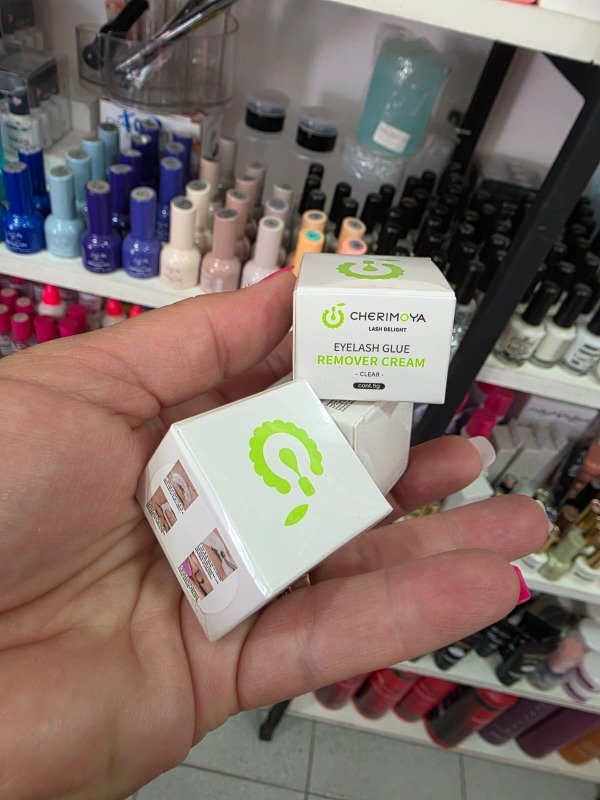 CHERIMOYA
LASH DELIGHT
EYELASH GLUE
REMOVER CREAM
- CLEAR -
cont.5g